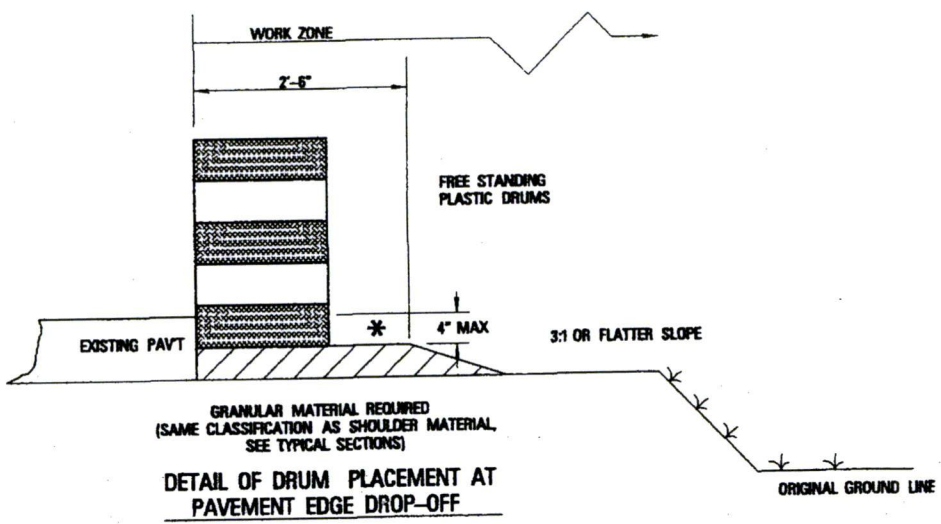 WORK ZONE
2'-6"
FREE STANDING
PLASTIC DRUMS
*
4" MAX
EXISTING PAV'T
3:1 OR FLATTER SLOPE
GRANULAR MATERIAL REQUIRED
(SAME CLASSIFICATION AS SHOULDER MATERIAL,
SEE TYPICAL SECTIONS)
DETAIL OF DRUM PLACEMENT AT
PAVEMENT EDGE DROP-OFF
ORIGINAL GROUND LINE